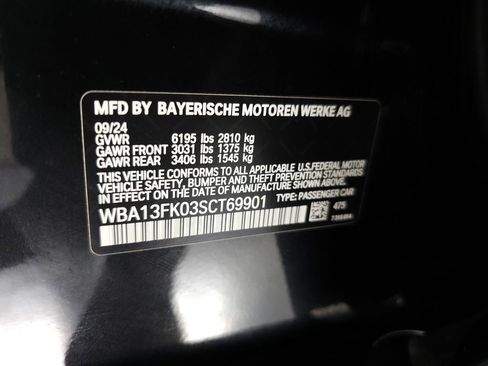 MFD BY BAYERISCHE MOTOREN WERKE AG
09/24
GVWR 6195 lbs 2810 kg
GAWR FRONT 3031 lbs 1375 kg
GAWR REAR 3406 lbs 1545 kg
THIS VEHICLE CONFORMS TO ALL APPLICABLE U.S.FEDERAL MOTOR
VEHICLE SAFETY, BUMPER AND THEFT PREVENTION STANDARDS
IN EFFECT ON THE DATE OF MANUFACTURE SHOWN ABOVE.
WBA13FK03SCT69901 TYPE: PASSENGER CAR
475